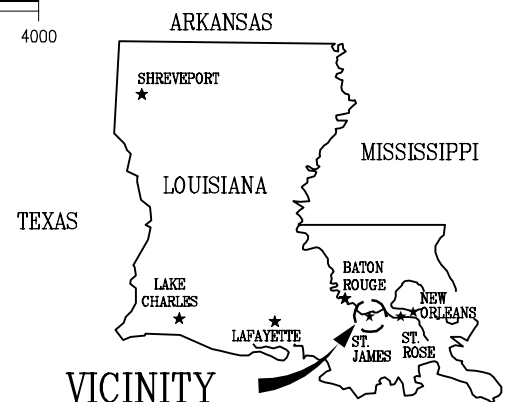 4000
ARKANSAS
SHREVEPORT
MISSISSIPPI
LOUISIANA
TEXAS
BATON
ROUGE
LAKE
CHARLES
NEW
ORLEANS
LAFAYETTE
ST.
JAMES
ST.
ROSE
VICINITY